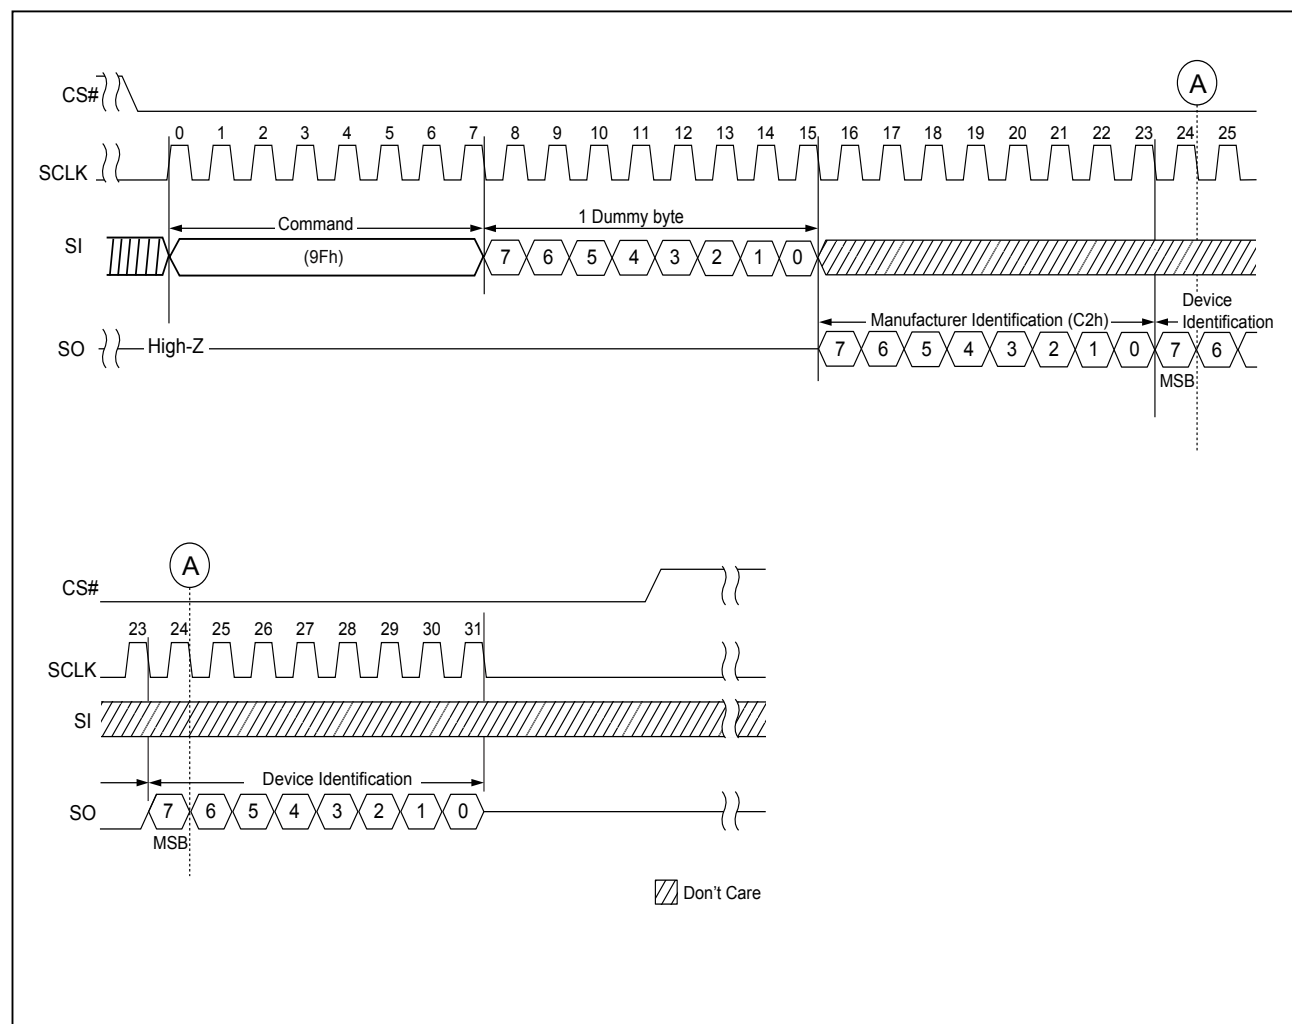 A
CS#
0 1 2 3 4 5 6 7 8 9 10 11 12 13 14 15 16 17 18 19 20 21 22 23 24 25
SCLK
Command 1 Dummy byte
SI (9Fh) 7 6 5 4 3 2 1 0
Device
Manufacturer Identification (C2h) Identification
SO High-Z 7 6 5 4 3 2 1 0 7 6
MSB
A
CS#
23 24 25 26 27 28 29 30 31
SCLK
SI
Device Identification
SO 7 6 5 4 3 2 1 0
MSB
Don't Care